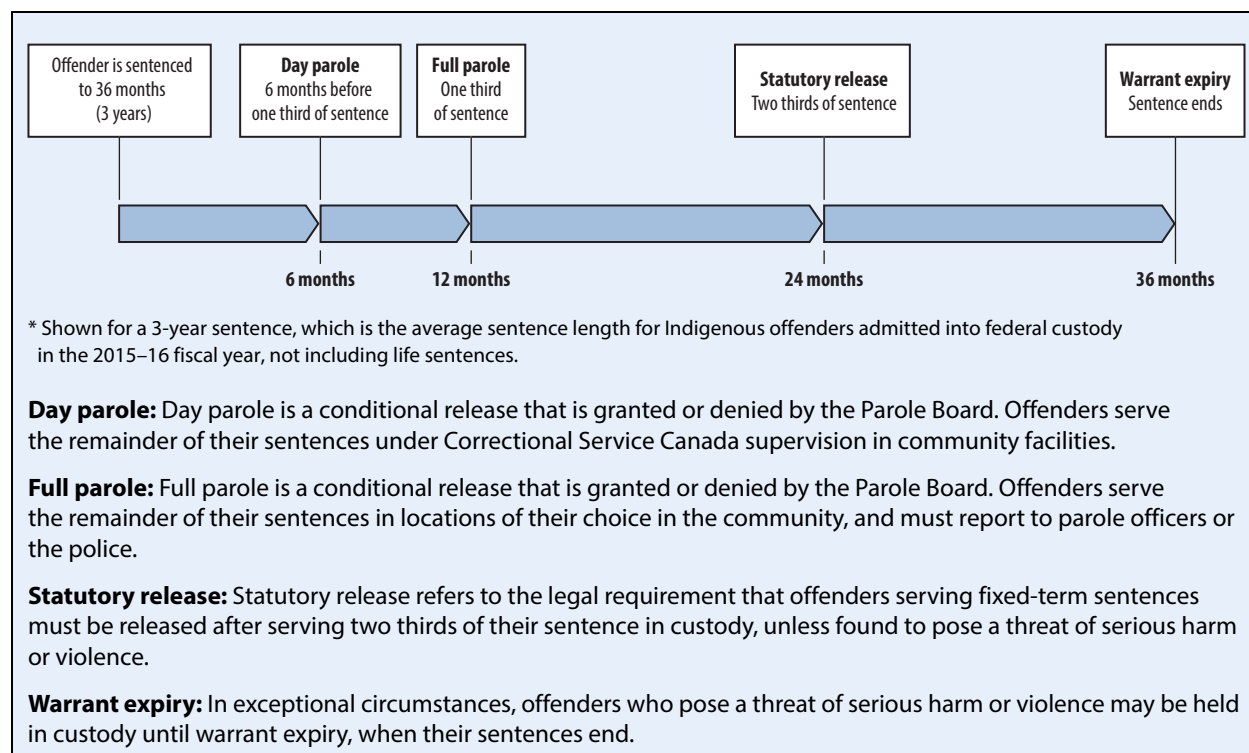 Offender is sentenced
to 36 months
(3 years)
Day parole
6 months before
one third of sentence
Full parole
One third
of sentence
Statutory release
Two thirds of sentence
Warrant expiry
Sentence ends
6 months
12 months
24 months
36 months
* Shown for a 3-year sentence, which is the average sentence length for Indigenous offenders admitted into federal custody
in the 2015–16 fiscal year, not including life sentences.
Day parole: Day parole is a conditional release that is granted or denied by the Parole Board. Offenders serve
the remainder of their sentences under Correctional Service Canada supervision in community facilities.
Full parole: Full parole is a conditional release that is granted or denied by the Parole Board. Offenders serve
the remainder of their sentences in locations of their choice in the community, and must report to parole officers or
the police.
Statutory release: Statutory release refers to the legal requirement that offenders serving fixed-term sentences
must be released after serving two thirds of their sentence in custody, unless found to pose a threat of serious harm
or violence.
Warrant expiry: In exceptional circumstances, offenders who pose a threat of serious harm or violence may be held
in custody until warrant expiry, when their sentences end.